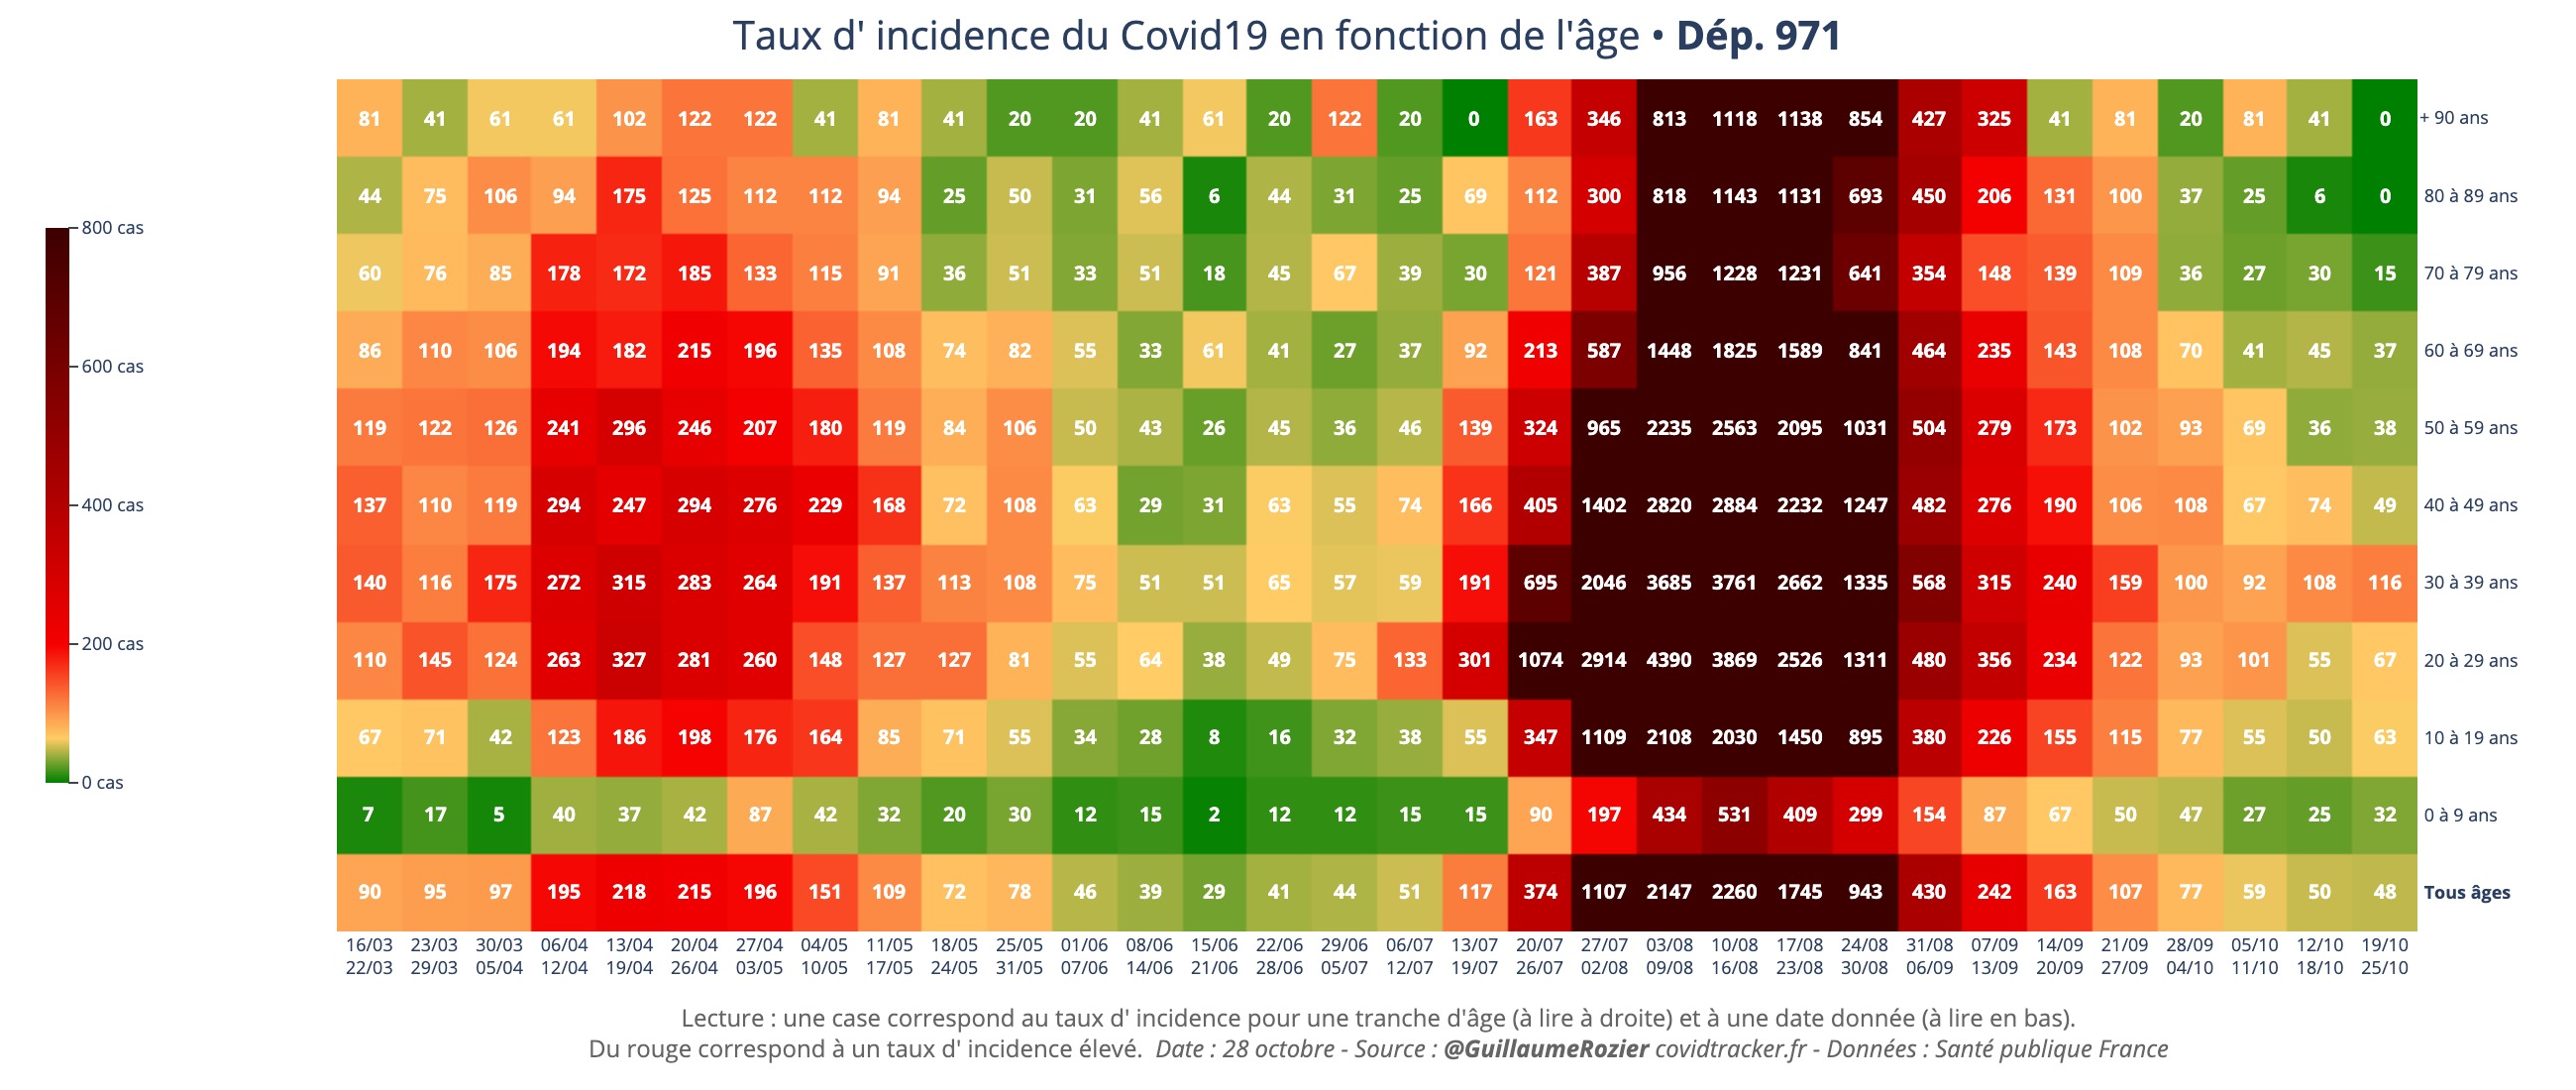 Taux d' incidence du Covid19 en fonction de l'âge • Dép. 971
81 41 61 61 102 122 122 41 81 41 20 20 41 61 20 122 20 0 163 346 813 1118 1138 854 427 325 41 81 20 81 41 0 + 90 ans
44 75 106 94 175 125 112 112 94 25 50 31 56 6 44 31 25 69 112 300 818 1143 1131 693 450 206 131 100 37 25 6 0 80 à 89 ans
800 cas
60 76 85 178 172 185 133 115 91 36 51 33 51 18 45 67 39 30 121 387 956 1228 1231 641 354 148 139 109 36 27 30 15 70 à 79 ans
86 110 106 194 182 215 196 135 108 74 82 55 33 61 41 27 37 92 213 587 1448 1825 1589 841 464 235 143 108 70 41 45 37 60 à 69 ans
600 cas
119 122 126 241 296 246 207 180 119 84 106 50 43 26 45 36 46 139 324 965 2235 2563 2095 1031 504 279 173 102 93 69 36 38 50 à 59 ans
400 cas
137 110 119 294 247 294 276 229 168 72 108 63 29 31 63 55 74 166 405 1402 2820 2884 2232 1247 482 276 190 106 108 67 74 49 40 à 49 ans
140 116 175 272 315 283 264 191 137 113 108 75 51 51 65 57 59 191 695 2046 3685 3761 2662 1335 568 315 240 159 100 92 108 116 30 à 39 ans
200 cas
110 145 124 263 327 281 260 148 127 127 81 55 64 38 49 75 133 301 1074 2914 4390 3869 2526 1311 480 356 234 122 93 101 55 67 20 à 29 ans
67 71 42 123 186 198 176 164 85 71 55 34 28 8 16 32 38 55 347 1109 2108 2030 1450 895 380 226 155 115 77 55 50 63 10 à 19 ans
0 cas
7 17 5 40 37 42 87 42 32 20 30 12 15 2 12 12 15 15 90 197 434 531 409 299 154 87 67 50 47 27 25 32 0 à 9 ans
90 95 97 195 218 215 196 151 109 72 78 46 39 29 41 44 51 117 374 1107 2147 2260 1745 943 430 242 163 107 77 59 50 48 Tous âges
16/03 23/03 30/03 06/04 13/04 20/04 27/04 04/05 11/05 18/05 25/05 01/06 08/06 15/06 22/06 29/06 06/07 13/07 20/07 27/07 03/08 10/08 17/08 24/08 31/08 07/09 14/09 21/09 28/09 05/10 12/10 19/10
22/03 29/03 05/04 12/04 19/04 26/04 03/05 10/05 17/05 24/05 31/05 07/06 14/06 21/06 28/06 05/07 12/07 19/07 26/07 02/08 09/08 16/08 23/08 30/08 06/09 13/09 20/09 27/09 04/10 11/10 18/10 25/10
Lecture : une case correspond au taux d' incidence pour une tranche d'âge (à lire à droite) et à une date donnée (à lire en bas).
Du rouge correspond à un taux d' incidence élevé. Date : 28 octobre - Source : @GuillaumeRozier covidtracker.fr - Données : Santé publique France